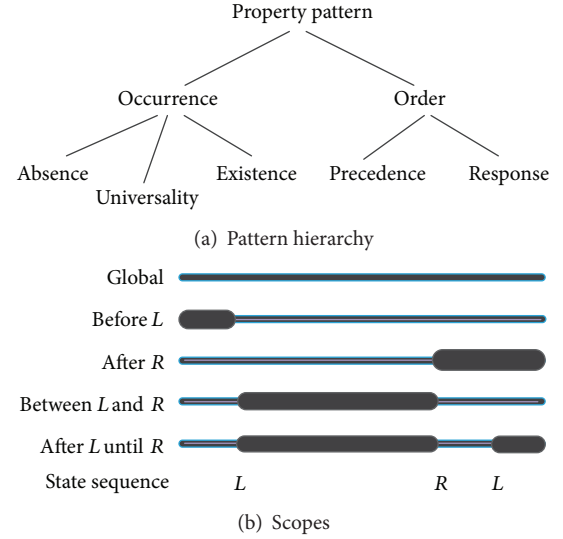 Property pattern
Occurrence Order
Absence Existence Precedence Response
Universality
(a) Pattern hierarchy
Global
Before L
After R
Between L and R
After L until R
State sequence L R L
(b) Scopes